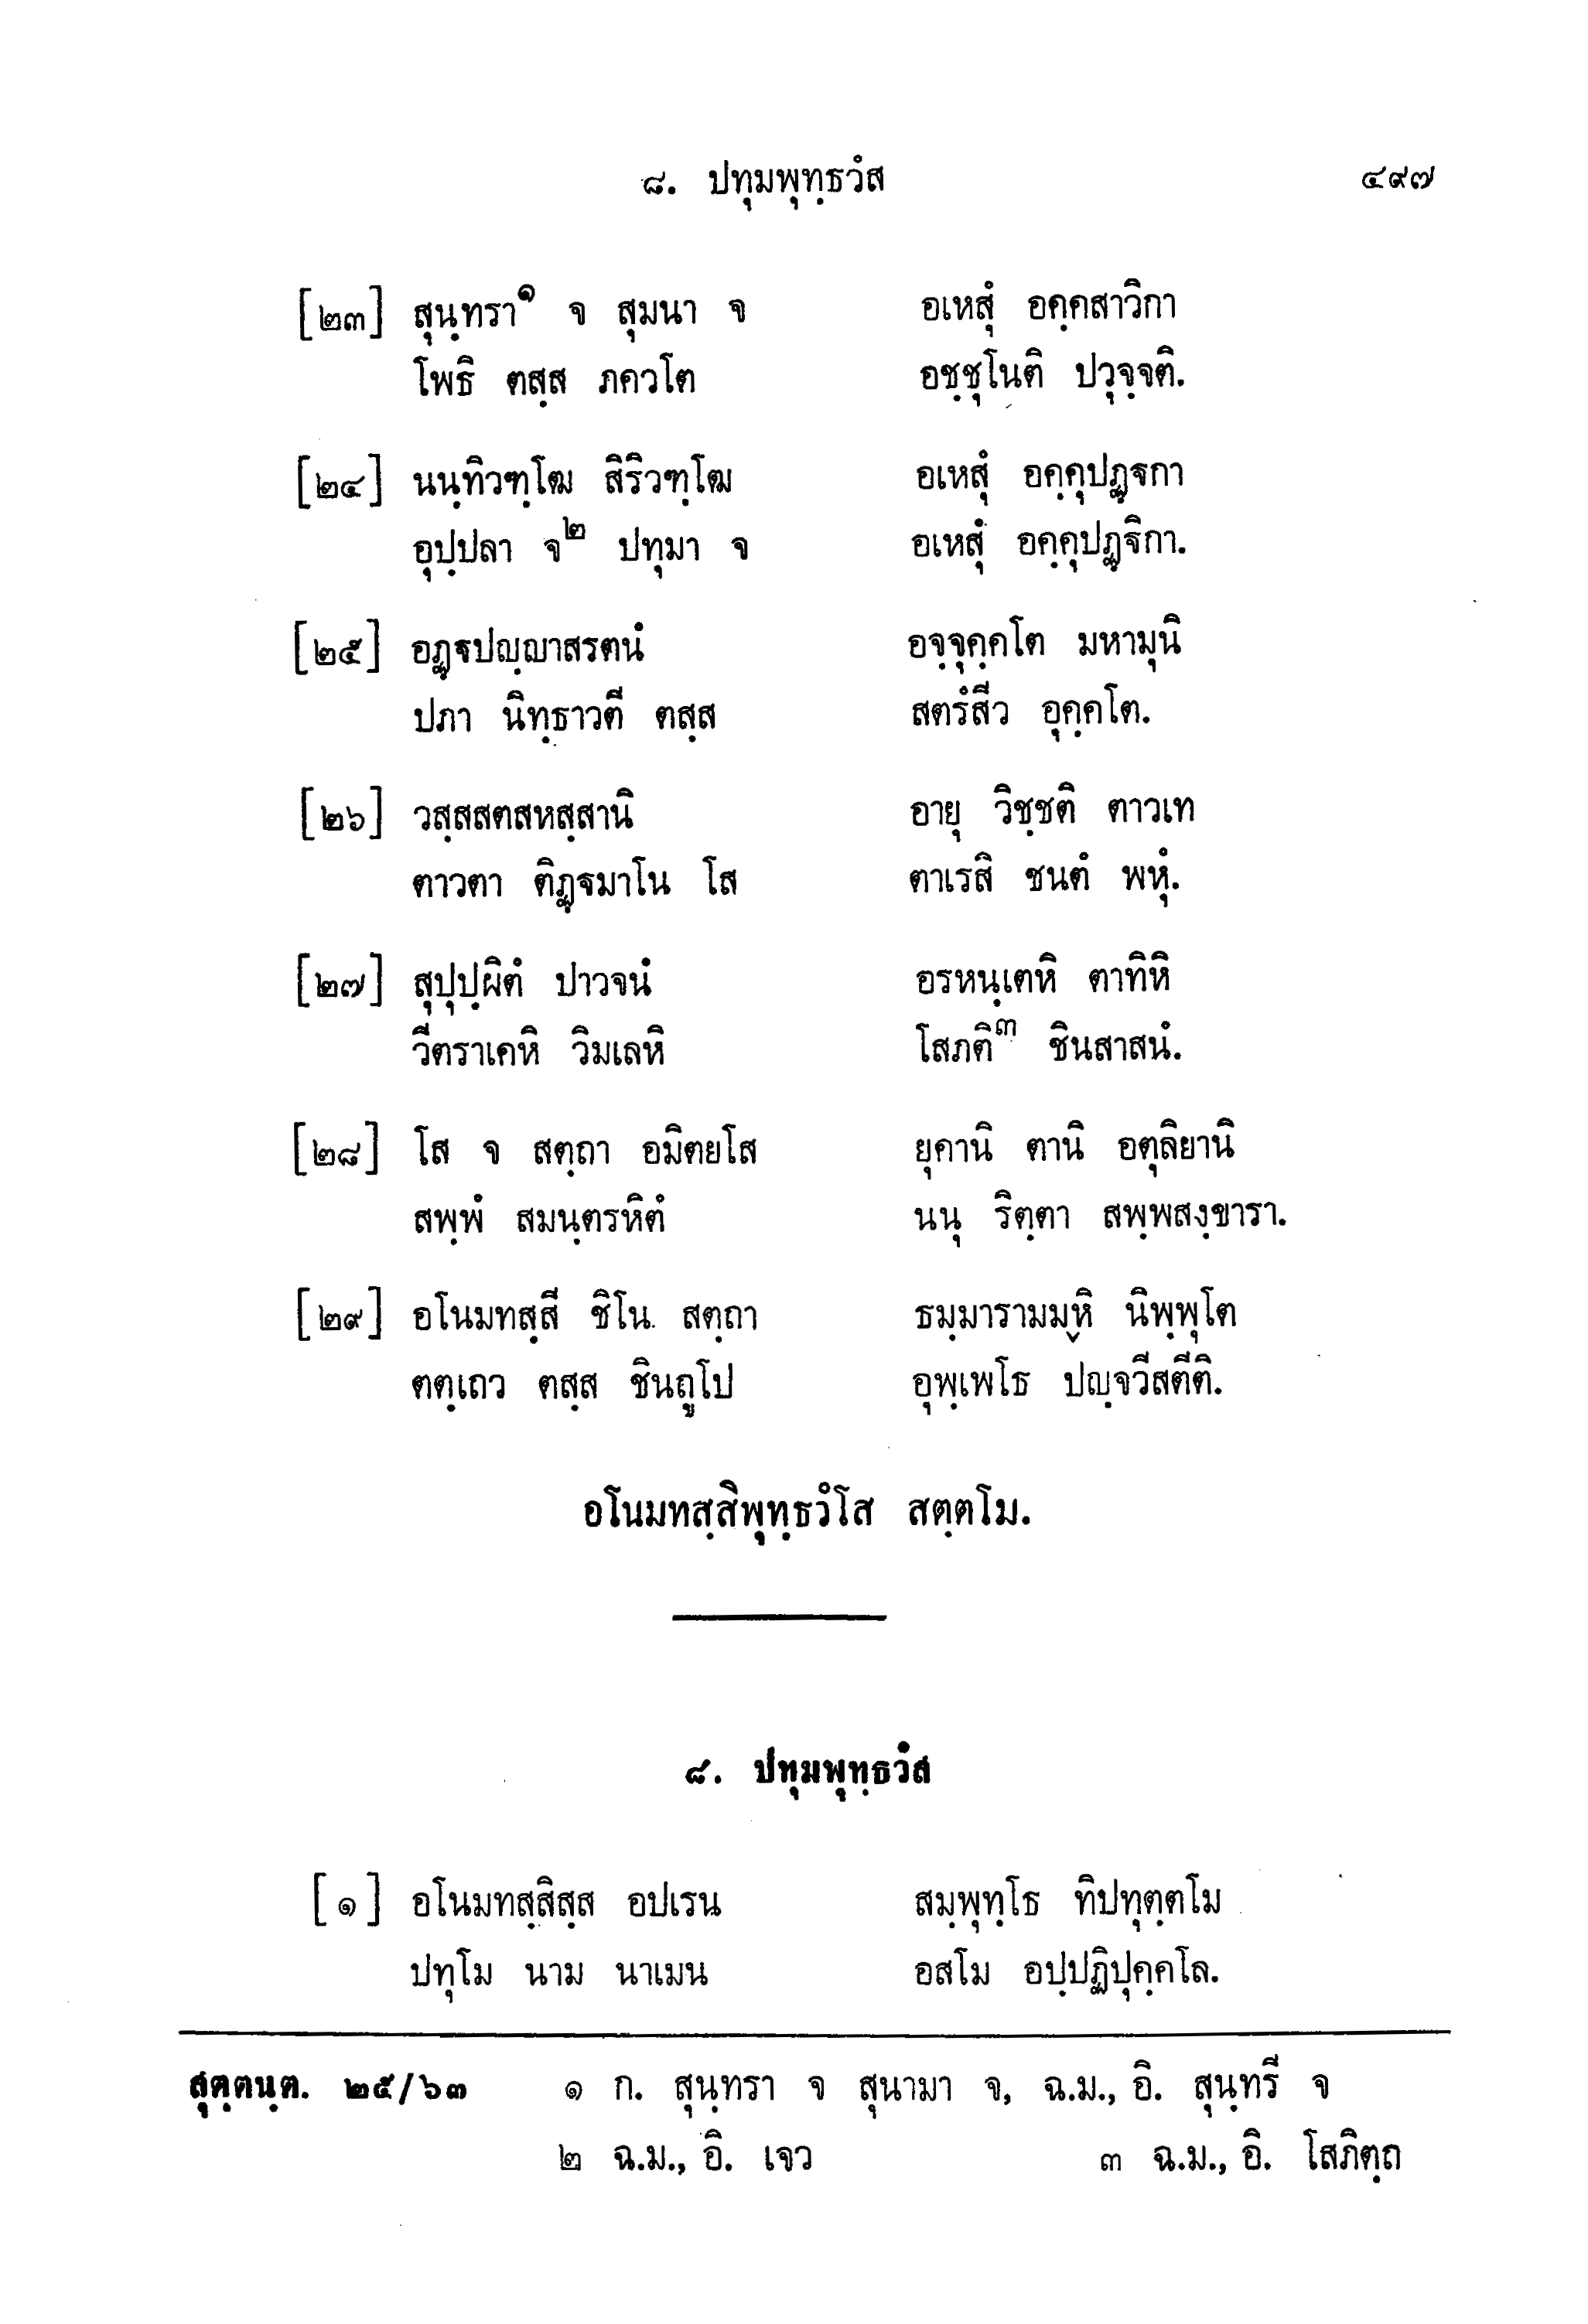 ๘. ปทุมพุทฺธวํส ๔๙๗
[๒๓] สุนฺทรา๑ จ สุมนา จ อเหสุํ อคฺคสาวิกา
โพธิ ตสฺส ภควโต อชฺชุโนติ ปวุจฺจติ.
[๒๔] นนฺทิวฑฺโฒ สิริวฑฺโฒ อเหสุํ อคฺคุปฏฺฐกา
อุปฺปลา จ๒ ปทุมา จ อเหสุํ อคฺคุปฏฺฐิกา.
[๒๕] อฏฺฐปญฺญาสรตนํ อจฺจุคฺคโต มหามุนิ
ปภา นิทฺธาวตี ตสฺส สตรํสีว อุคฺคโต.
[๒๖] วสฺสสตสหสฺสานิ อายุ วิชฺชติ ตาวเท
ตาวตา ติฏฺฐมาโน โส ตาเรสิ ชนตํ พหุํ.
[๒๗] สุปุปฺผิตํ ปาวจนํ อรหนฺเตหิ ตาทิหิ
วีตราเคหิ วิมเลหิ โสภติ๓ ชินสาสนํ.
[๒๘] โส จ สตฺถา อมิตยโส ยุคานิ ตานิ อตุลิยานิ
สพฺพํ สมนฺตรหิตํ นนุ ริตฺตา สพฺพสงฺขารา.
[๒๙] อโนมทสฺสี ชิโน สตฺถา ธมฺมารามมฺหิ นิพฺพุโต
ตตฺเถว ตสฺส ชินถูโป อุพฺเพโธ ปญฺจวีสตีติ.
อโนมทสฺสิพุทฺธวํโส สตฺตโม.
๘. ปทุมพุทฺธวํส
[๑] อโนมทสฺสิสฺส อปเรน สมฺพุทฺโธ ทิปทุตฺตโม
ปทุโม นาม นาเมน อสโม อปฺปฏิปุคฺคโล.
สุตฺตนฺต. ๒๕/๖๓ ๑ ก. สุนฺทรา จ สุนามา จ, ฉ.ม., อิ. สุนฺทรี จ
๒ ฉ.ม., อิ. เจว ๓ ฉ.ม., อิ. โสภิตฺถ